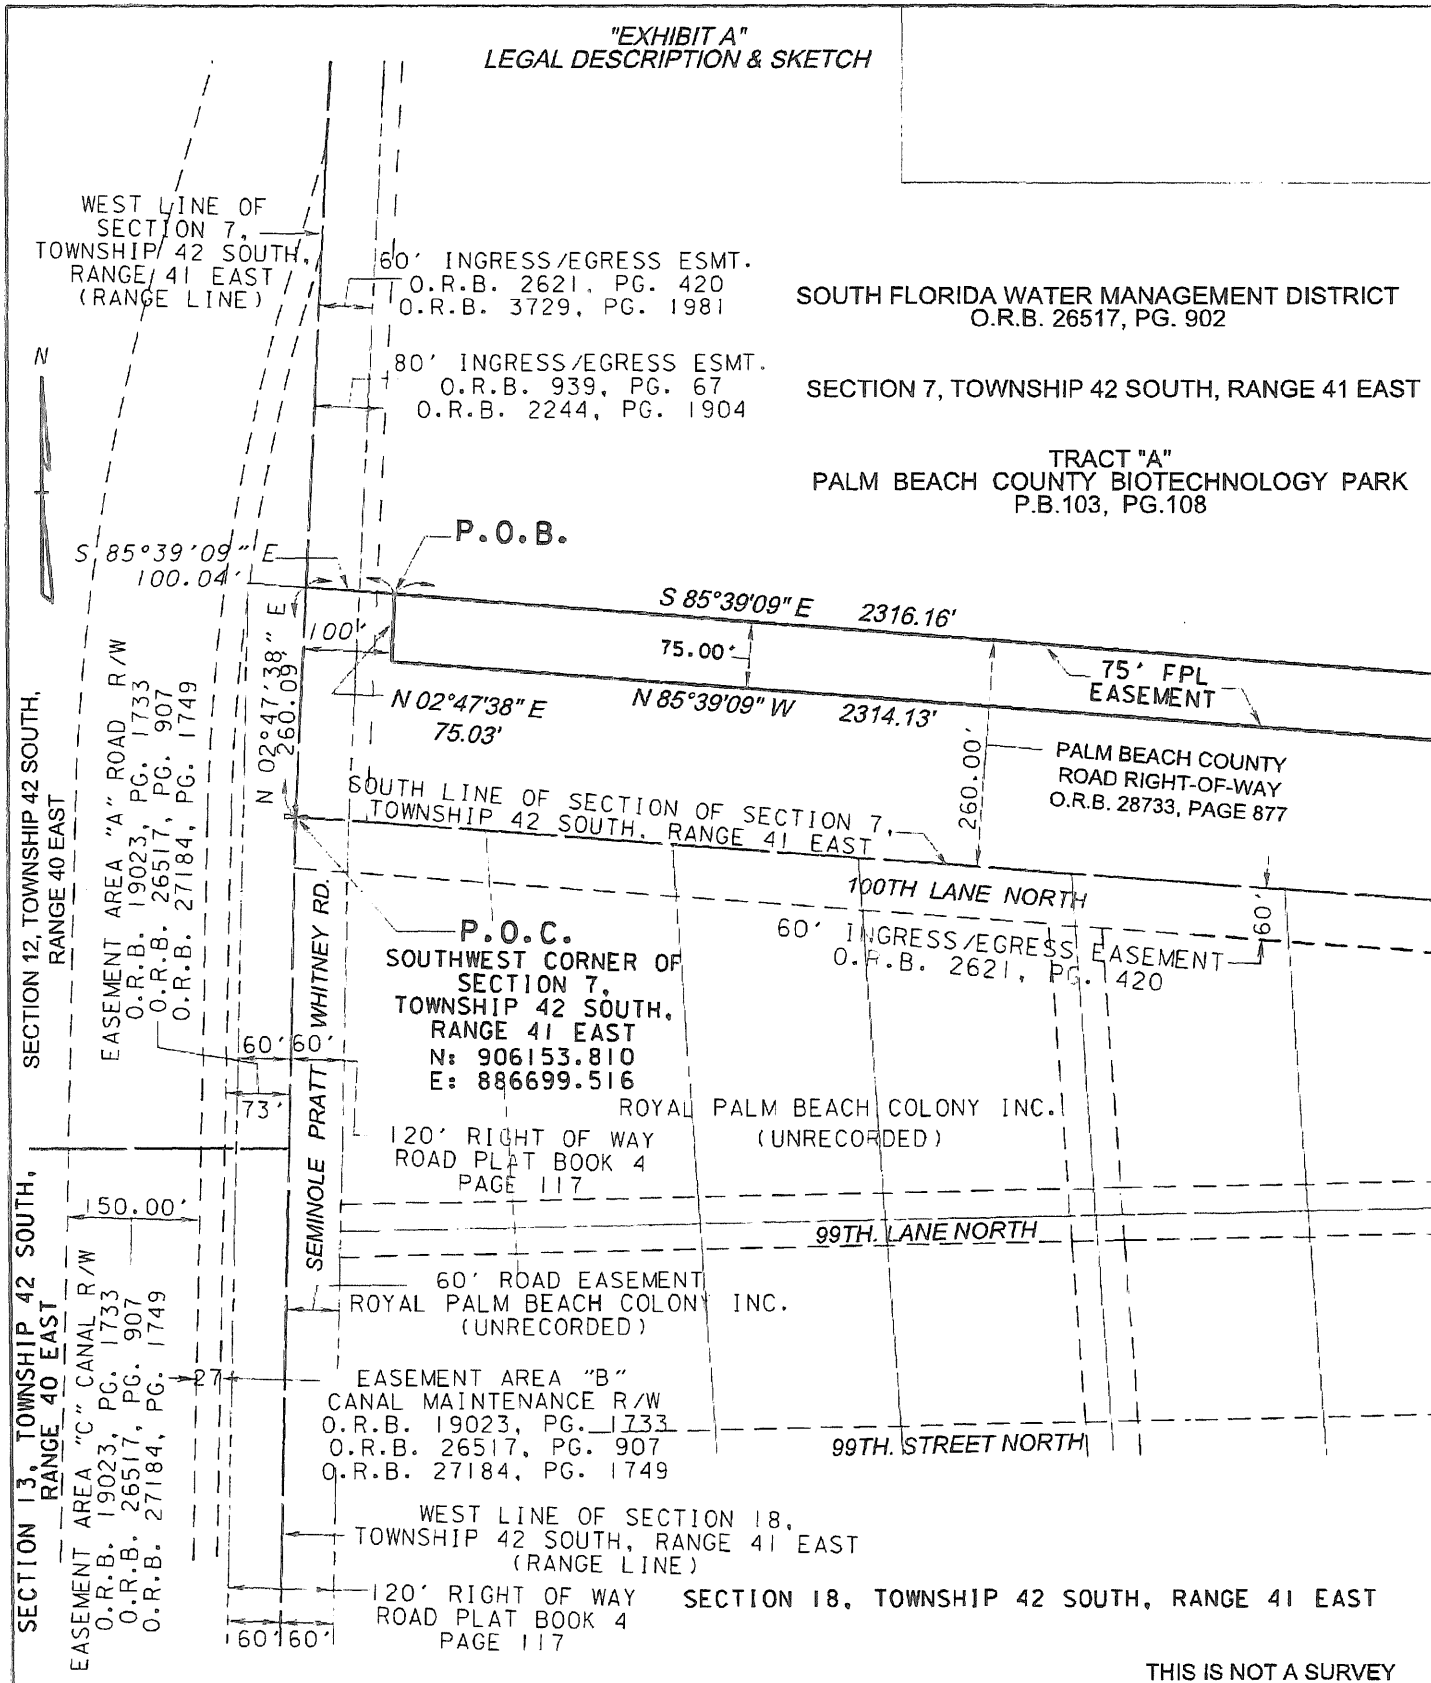 "EXHIBIT A"
LEGAL DESCRIPTION & SKETCH
WEST LINE OF
SECTION 7,
TOWNSHIP 42 SOUTH,
RANGE 41 EAST
(RANGE LINE)
60' INGRESS/EGRESS ESMT.
O.R.B. 2621, PG. 420
O.R.B. 3729, PG. 1981
80' INGRESS/EGRESS ESMT.
O.R.B. 939, PG. 67
O.R.B. 2244, PG. 1904
SOUTH FLORIDA WATER MANAGEMENT DISTRICT
O.R.B. 26517, PG. 902
SECTION 7, TOWNSHIP 42 SOUTH, RANGE 41 EAST
TRACT "A"
PALM BEACH COUNTY BIOTECHNOLOGY PARK
P.B.103, PG.108
N
P.O.B.
S 85°39'09" E
100.04'
S 85°39'09" E 2316.16'
100'
75.00'
75' FPL
EASEMENT
N 02°47'38" E
260.09'
N 02°47'38" E
75.03'
N 85°39'09" W 2314.13'
260.00'
PALM BEACH COUNTY
ROAD RIGHT-OF-WAY
O.R.B. 28733, PAGE 877
SOUTH LINE OF SECTION OF SECTION 7,
TOWNSHIP 42 SOUTH, RANGE 41 EAST
100TH LANE NORTH
60'
60' INGRESS/EGRESS EASEMENT
O.R.B. 2621, PG. 420
SECTION 12, TOWNSHIP 42 SOUTH,
RANGE 40 EAST
EASEMENT AREA "A" ROAD R/W
O.R.B. 19023, PG. 1733
O.R.B. 26517, PG. 907
O.R.B. 27184, PG. 1749
P.O.C.
SOUTHWEST CORNER OF
SECTION 7,
TOWNSHIP 42 SOUTH,
RANGE 41 EAST
N: 906153.810
E: 886699.516
SEMINOLE PRATT WHITNEY RD.
60' 60'
73'
ROYAL PALM BEACH COLONY INC.
(UNRECORDED)
120' RIGHT OF WAY
ROAD PLAT BOOK 4
PAGE 117
150.00'
99TH. LANE NORTH
60' ROAD EASEMENT
ROYAL PALM BEACH COLONY INC.
(UNRECORDED)
SECTION 13, TOWNSHIP 42 SOUTH,
RANGE 40 EAST
EASEMENT AREA "C" CANAL R/W
O.R.B. 19023, PG. 1733
O.R.B. 26517, PG. 907
O.R.B. 27184, PG. 1749
27
EASEMENT AREA "B"
CANAL MAINTENANCE R/W
O.R.B. 19023, PG. 1733
O.R.B. 26517, PG. 907
O.R.B. 27184, PG. 1749
99TH. STREET NORTH
WEST LINE OF SECTION 18,
TOWNSHIP 42 SOUTH, RANGE 41 EAST
(RANGE LINE)
120' RIGHT OF WAY
ROAD PLAT BOOK 4
PAGE 117
60' 60'
SECTION 18, TOWNSHIP 42 SOUTH, RANGE 41 EAST
THIS IS NOT A SURVEY